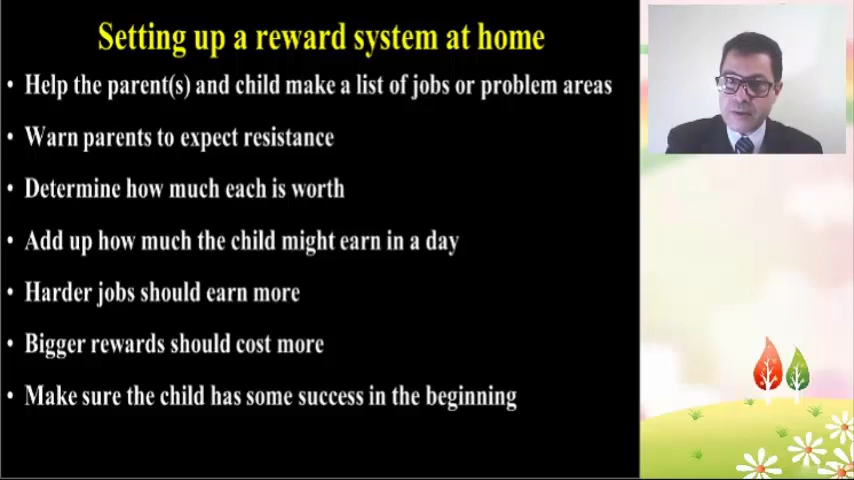 Setting up a reward system at home
• Help the parent(s) and child make a list of jobs or problem areas
• Warn parents to expect resistance
• Determine how much each is worth
• Add up how much the child might earn in a day
• Harder jobs should earn more
• Bigger rewards should cost more
• Make sure the child has some success in the beginning